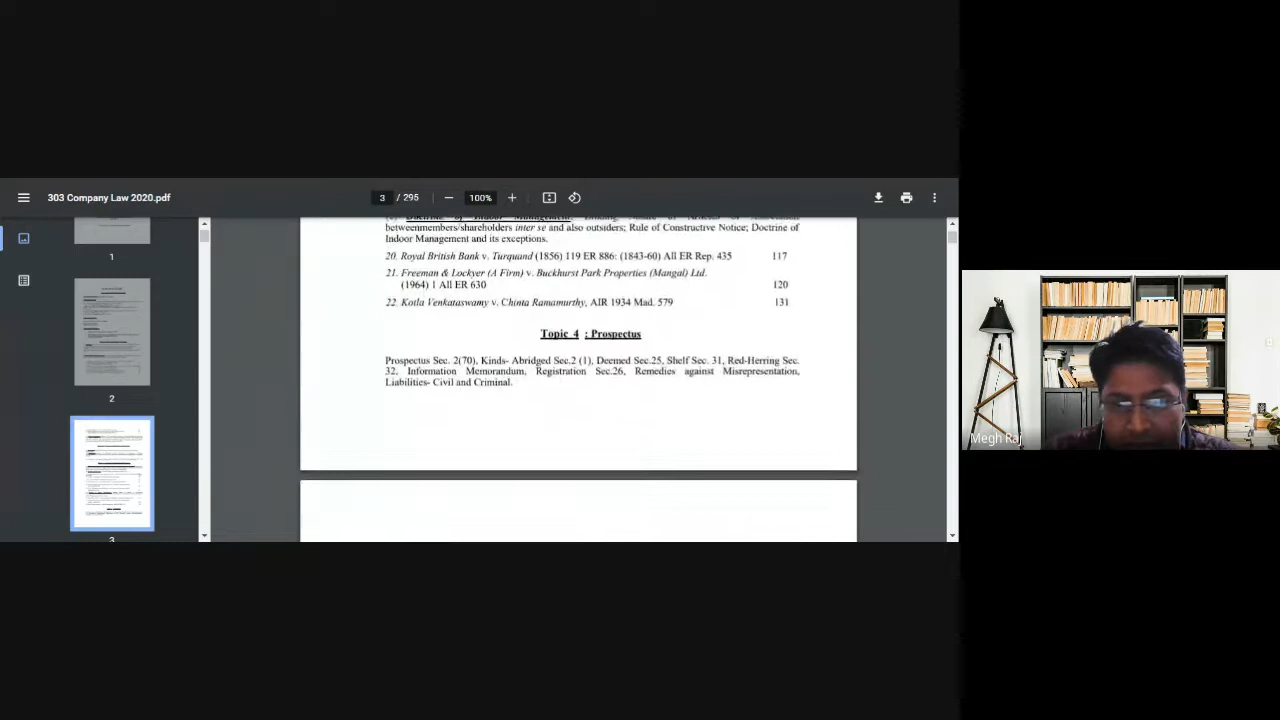 303 Company Law 2020.pdf
3 / 295
100%
1
2
3
Doctrine of Indoor Management
betweenmembers/shareholders inter se and also outsiders; Rule of Constructive Notice; Doctrine of
Indoor Management and its exceptions.
20. Royal British Bank v. Turquand (1856) 119 ER 886: (1843-60) All ER Rep. 435 117
21. Freeman & Lockyer (A Firm) v. Buckhurst Park Properties (Mangal) Ltd.
(1964) 1 All ER 630 120
22. Kotla Venkataswamy v. Chinta Ramamurthy, AIR 1934 Mad. 579 131
Topic 4 : Prospectus
Prospectus Sec. 2(70), Kinds- Abridged Sec.2 (1), Deemed Sec.25, Shelf Sec. 31, Red-Herring Sec.
32, Information Memorandum, Registration Sec.26, Remedies against Misrepresentation,
Liabilities- Civil and Criminal.
Megh Raj